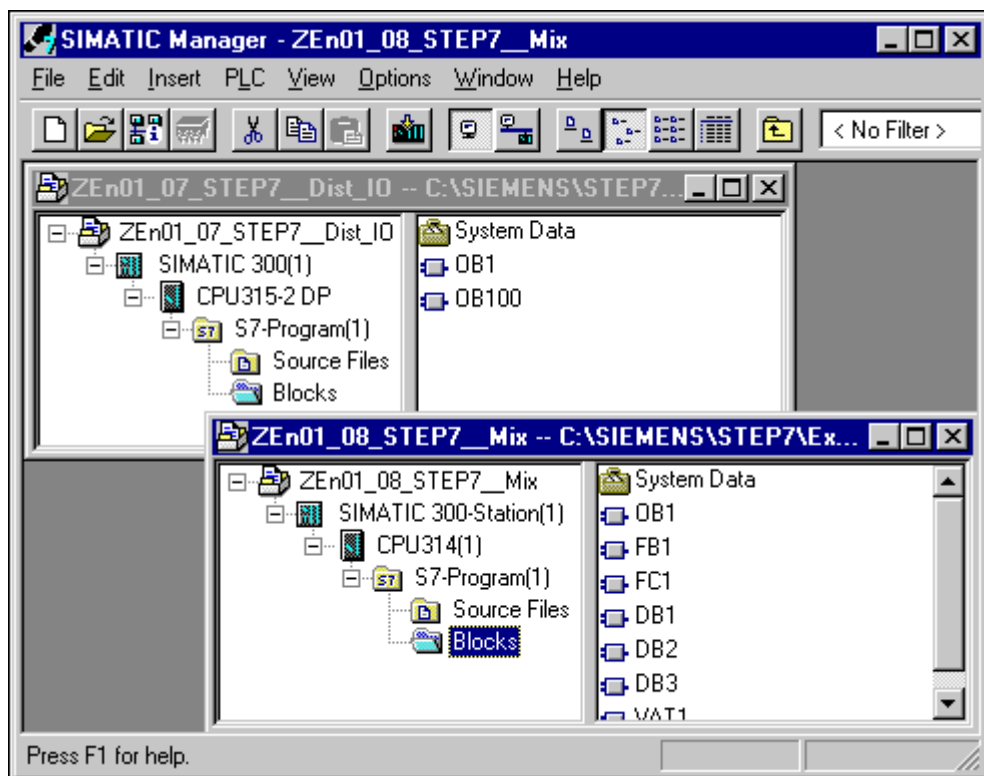 SIMATIC Manager - ZEn01_08_STEP7__Mix
File Edit Insert PLC View Options Window Help
< No Filter >
ZEn01_07_STEP7__Dist_IO -- C:\SIEMENS\STEP7...
ZEn01_07_STEP7__Dist_IO
SIMATIC 300(1)
CPU315-2 DP
S7-Program(1)
Source Files
Blocks
System Data
OB1
OB100
ZEn01_08_STEP7__Mix -- C:\SIEMENS\STEP7\Ex...
ZEn01_08_STEP7__Mix
SIMATIC 300-Station(1)
CPU314(1)
S7-Program(1)
Source Files
Blocks
System Data
OB1
FB1
FC1
DB1
DB2
DB3
VAT1
Press F1 for help.